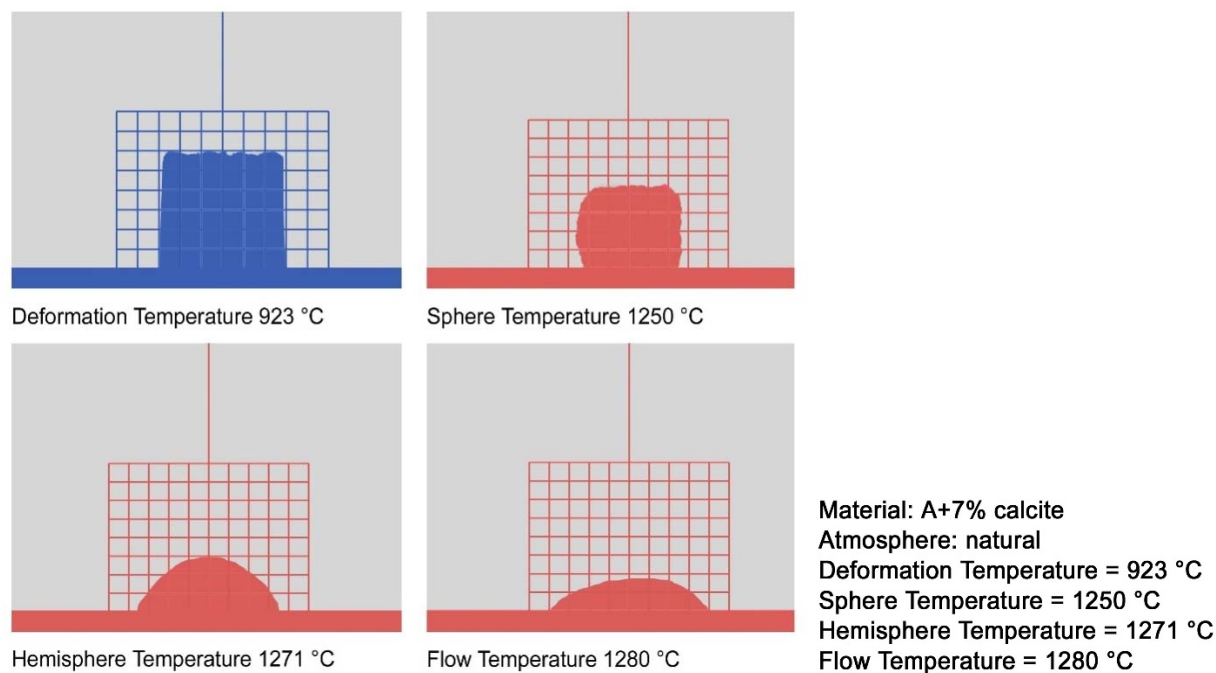 Deformation Temperature 923 °C
Sphere Temperature 1250 °C
Hemisphere Temperature 1271 °C
Flow Temperature 1280 °C
Material: A+7% calcite
Atmosphere: natural
Deformation Temperature = 923 °C
Sphere Temperature = 1250 °C
Hemisphere Temperature = 1271 °C
Flow Temperature = 1280 °C